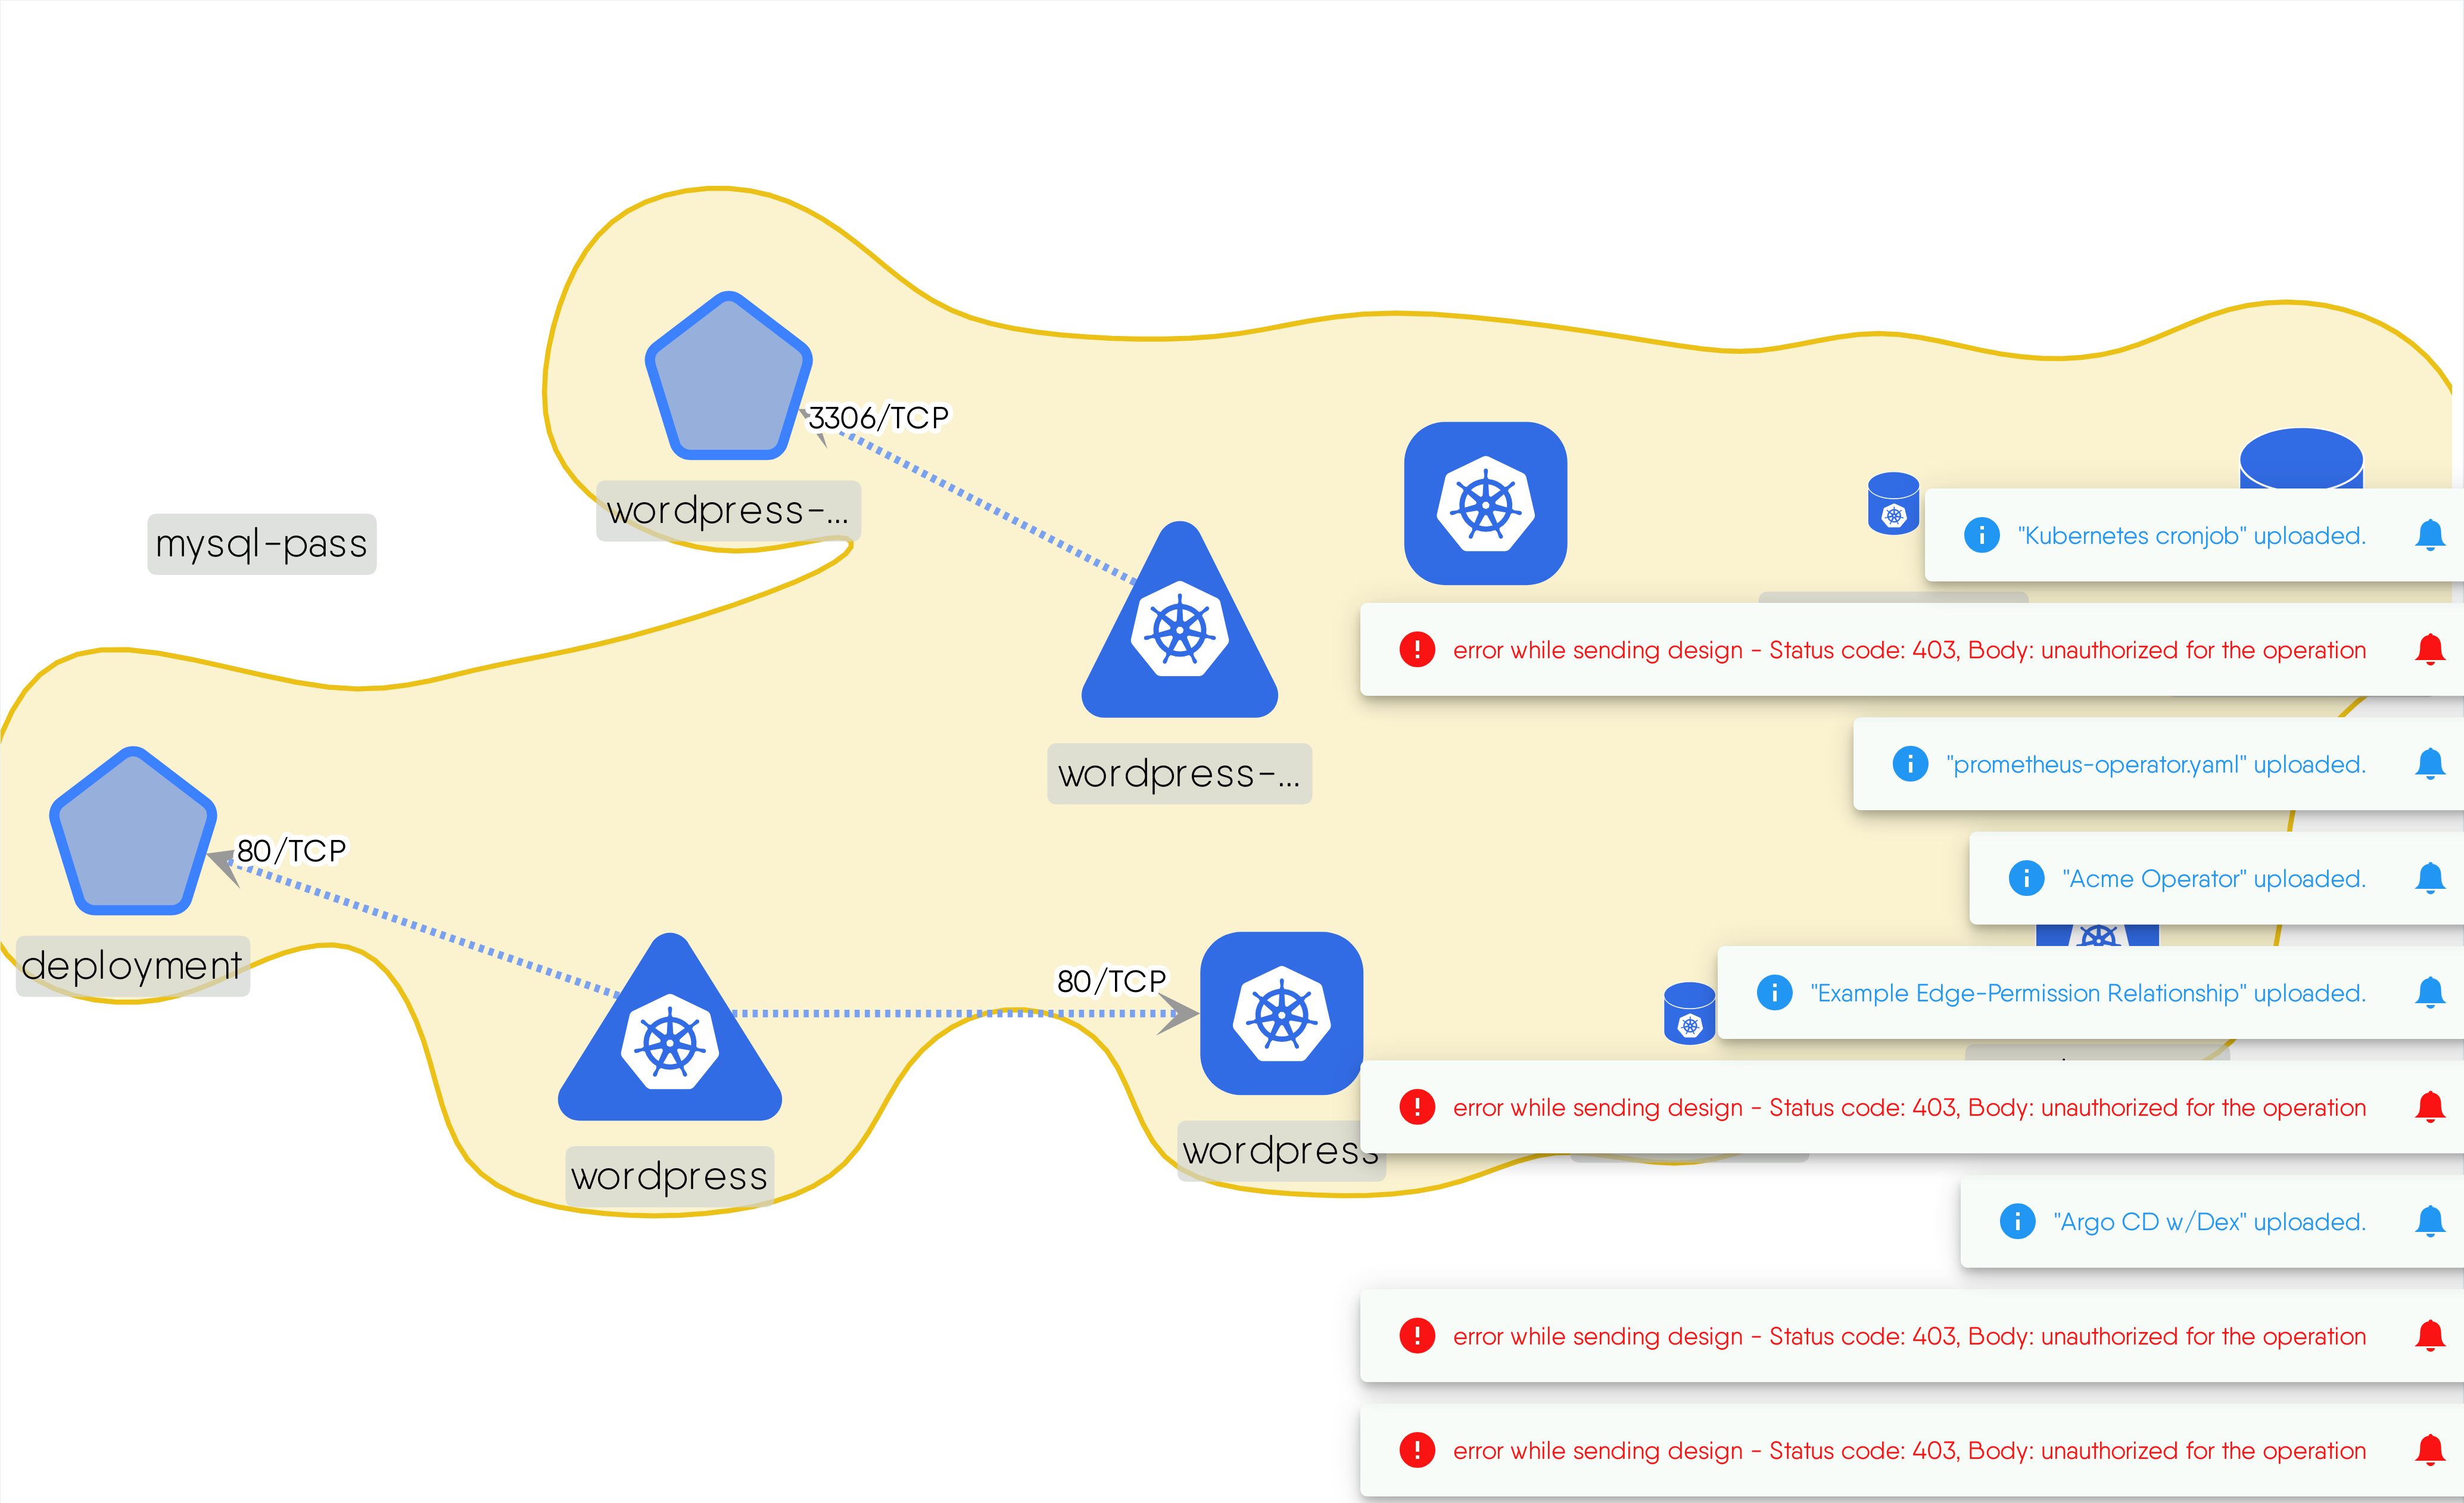 3306/TCP
wordpress-...
mysql-pass
"Kubernetes cronjob" uploaded.
error while sending design - Status code: 403, Body: unauthorized for the operation
wordpress-...
"prometheus-operator.yaml" uploaded.
80/TCP
"Acme Operator" uploaded.
deployment
80/TCP
"Example Edge-Permission Relationship" uploaded.
error while sending design - Status code: 403, Body: unauthorized for the operation
wordpress
wordpress
"Argo CD w/Dex" uploaded.
error while sending design - Status code: 403, Body: unauthorized for the operation
error while sending design - Status code: 403, Body: unauthorized for the operation